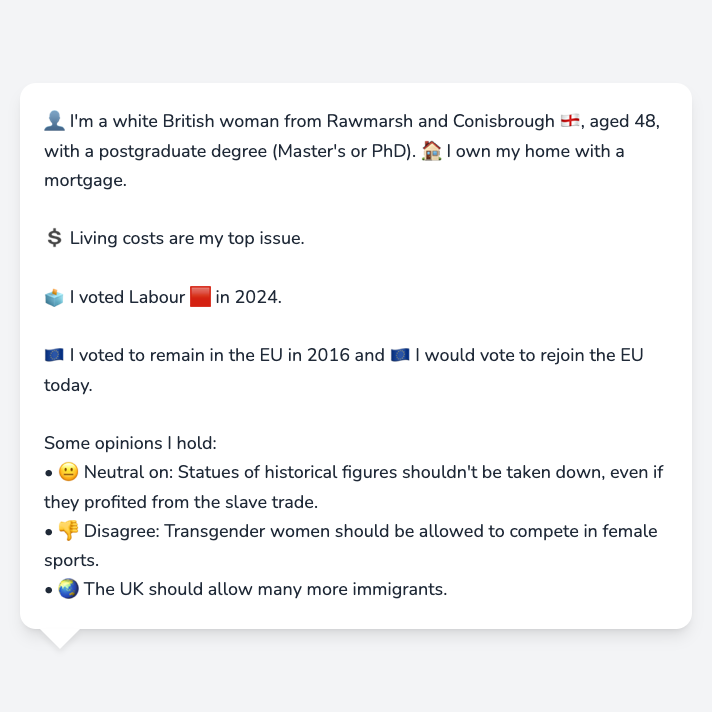 👤 I'm a white British woman from Rawmarsh and Conisbrough 🏴󠁧󠁢󠁥󠁮󠁧󠁿, aged 48,
with a postgraduate degree (Master's or PhD). 🏠 I own my home with a
mortgage.
💲 Living costs are my top issue.
🗳️ I voted Labour 🟥 in 2024.
🇪🇺 I voted to remain in the EU in 2016 and 🇪🇺 I would vote to rejoin the EU
today.
Some opinions I hold:
• 😐 Neutral on: Statues of historical figures shouldn't be taken down, even if
they profited from the slave trade.
• 👎 Disagree: Transgender women should be allowed to compete in female
sports.
• 🌏 The UK should allow many more immigrants.